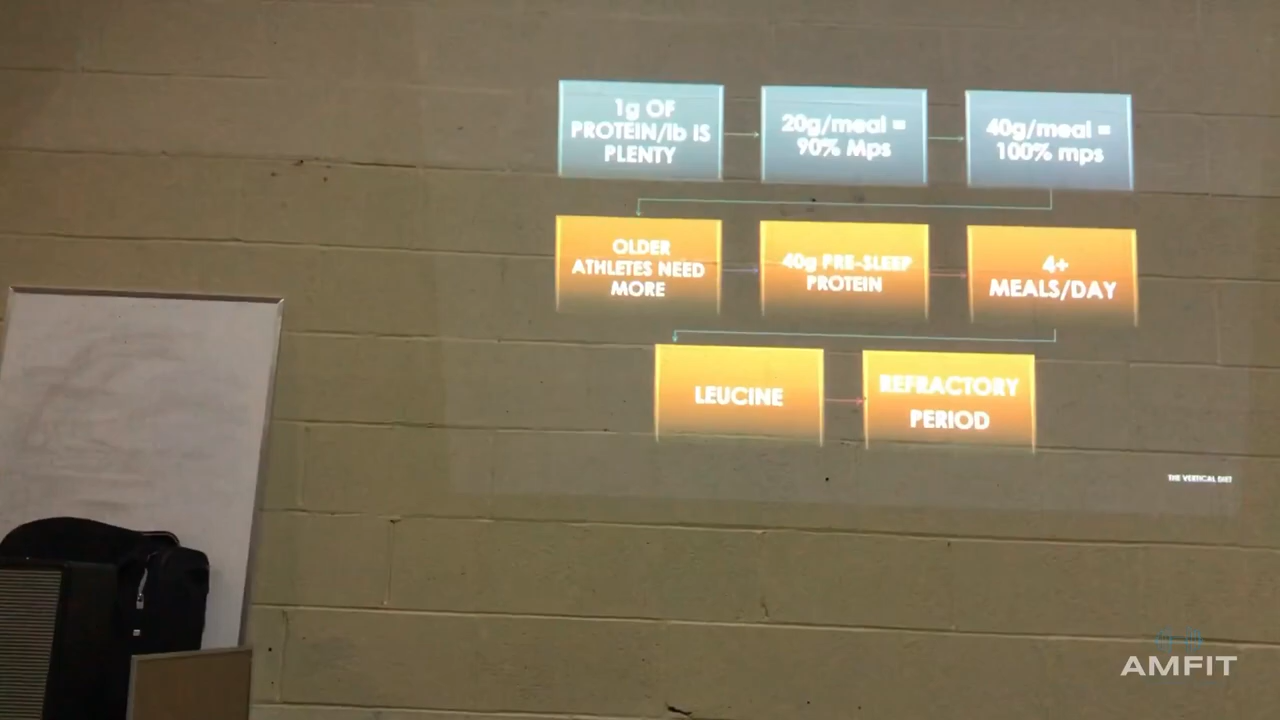 1g OF
PROTEIN/lb IS
PLENTY
20g/meal =
90% Mps
40g/meal =
100% mps
OLDER
ATHLETES NEED
MORE
40g PRE-SLEEP
PROTEIN
4+
MEALS/DAY
LEUCINE
REFRACTORY
PERIOD
THE VERTICAL DIET
AMFIT